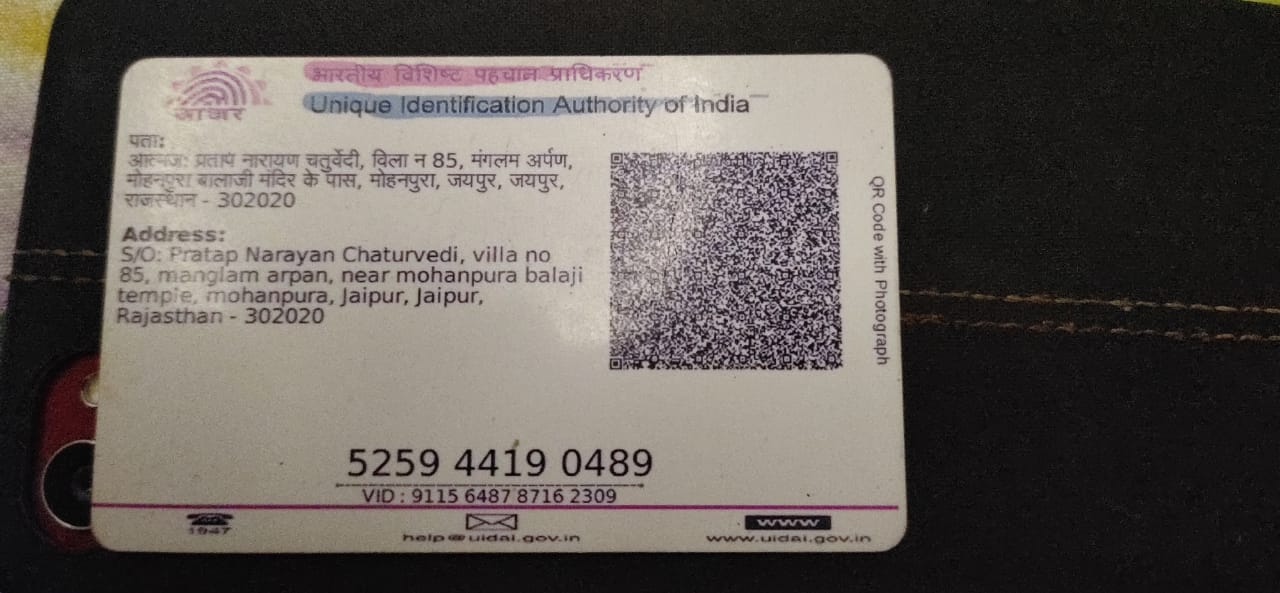 भारतीय विशिष्ट पहचान प्राधिकरण
Unique Identification Authority of India
आधार
पता:
आत्मज: प्रताप नारायण चतुर्वेदी, विला न 85, मंगलम अर्पण,
मोहनपुरा बालाजी मंदिर के पास, मोहनपुरा, जयपुर, जयपुर,
राजस्थान - 302020
Address:
S/O: Pratap Narayan Chaturvedi, villa no
85, manglam arpan, near mohanpura balaji
temple, mohanpura, Jaipur, Jaipur,
Rajasthan - 302020
QR Code with Photograph
5259 4419 0489
VID : 9115 6487 8716 2309
1947
help@uidai.gov.in
www
www.uidai.gov.in